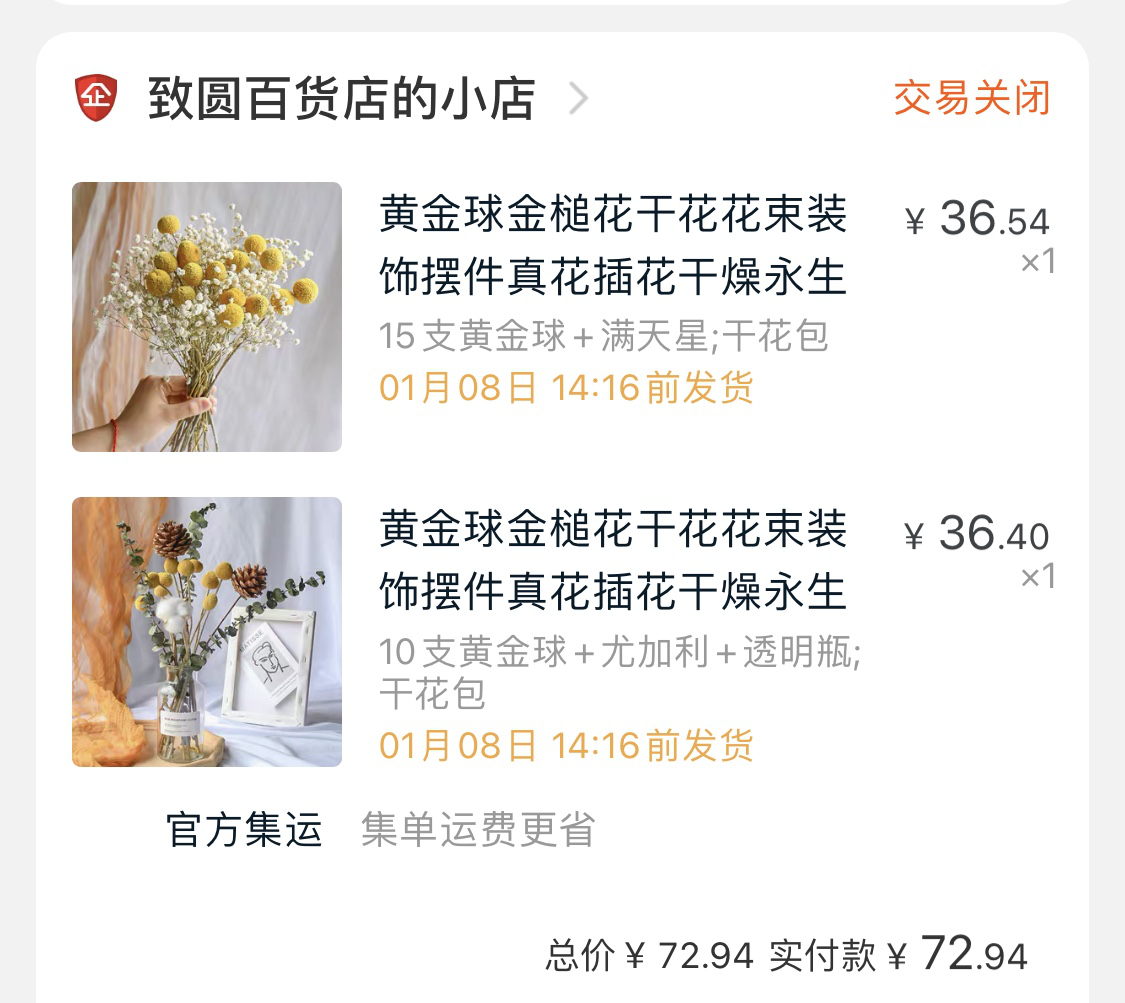 企 致圆百货店的小店 > 交易关闭
黄金球金槌花干花花束装 ¥ 36.54
饰摆件真花插花干燥永生 ×1
15支黄金球+满天星;干花包
01月08日 14:16前发货
黄金球金槌花干花花束装 ¥ 36.40
饰摆件真花插花干燥永生 ×1
10支黄金球+尤加利+透明瓶;
干花包
01月08日 14:16前发货
MATISSE
官方集运 集单运费更省
总价 ¥ 72.94 实付款 ¥ 72.94